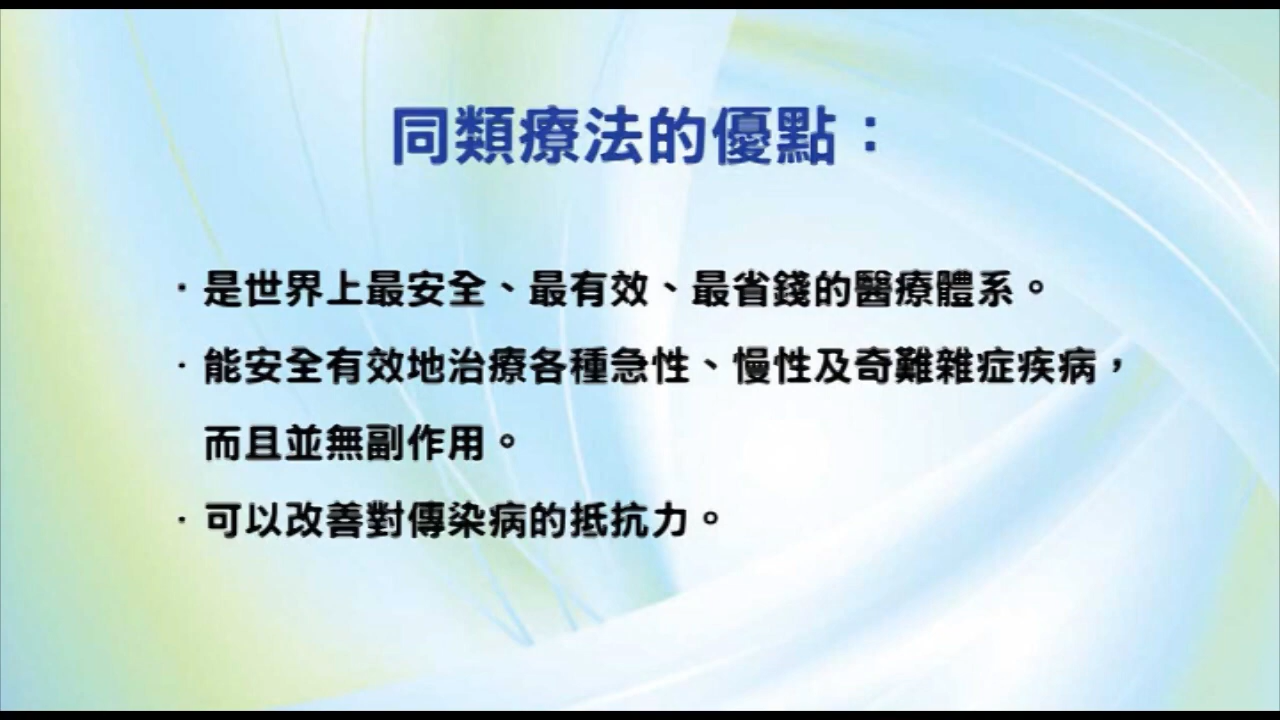 同類療法的優點：
· 是世界上最安全、最有效、最省錢的醫療體系。
· 能安全有效地治療各種急性、慢性及奇難雜症疾病，
而且並無副作用。
· 可以改善對傳染病的抵抗力。